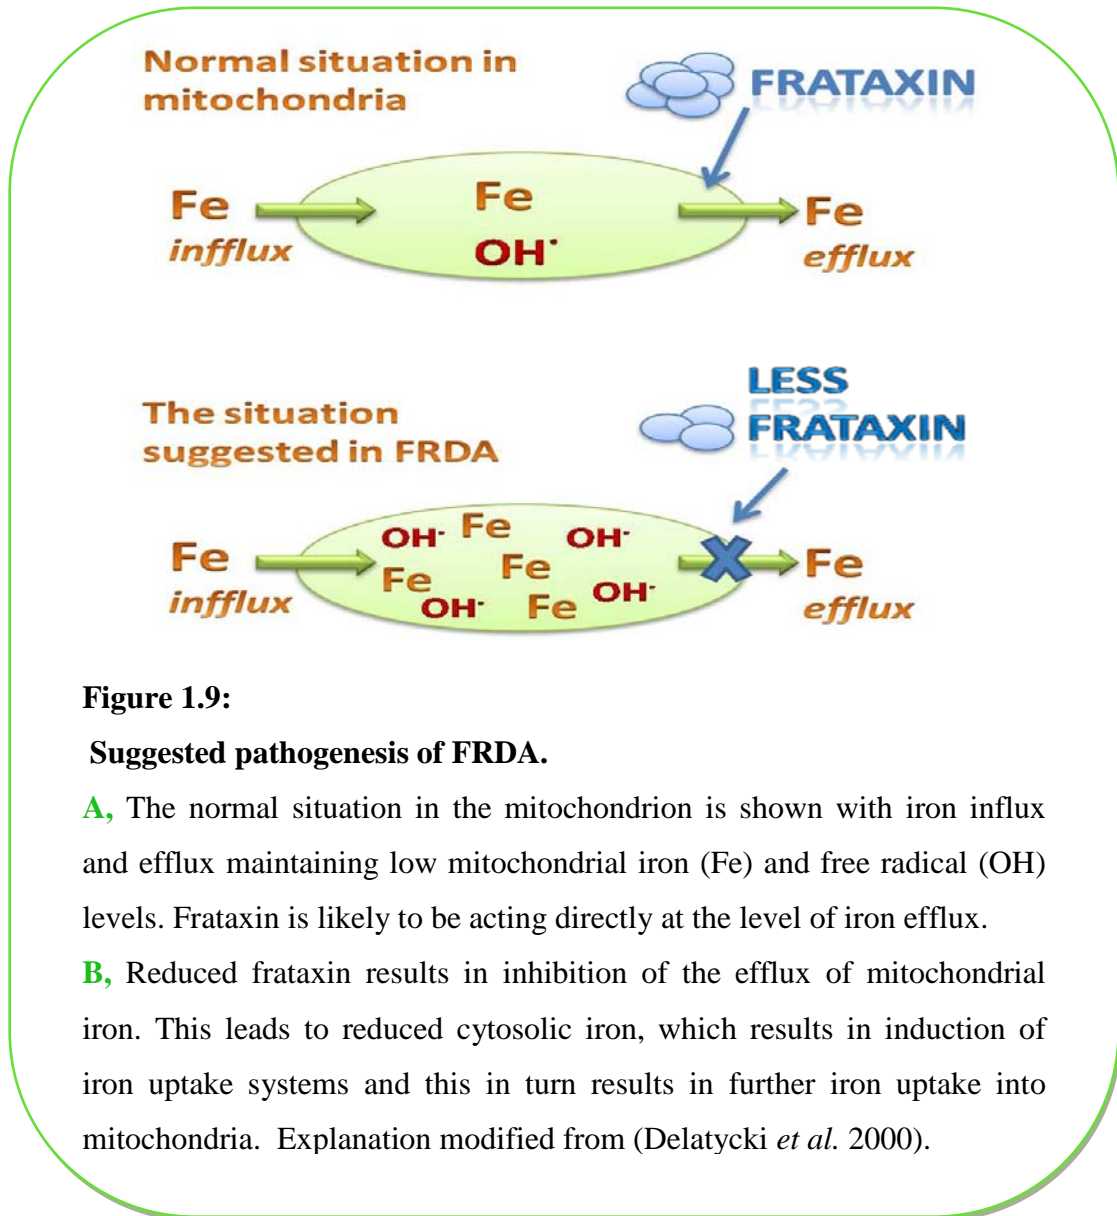 Normal situation in
mitochondria
FRATAXIN
Fe
infflux
Fe
OH·
Fe
efflux
LESS
FRATAXIN
The situation
suggested in FRDA
Fe
infflux
OH· Fe OH·
Fe Fe
OH· Fe OH·
Fe
efflux
Figure 1.9:
Suggested pathogenesis of FRDA.
A, The normal situation in the mitochondrion is shown with iron influx
and efflux maintaining low mitochondrial iron (Fe) and free radical (OH)
levels. Frataxin is likely to be acting directly at the level of iron efflux.
B, Reduced frataxin results in inhibition of the efflux of mitochondrial
iron. This leads to reduced cytosolic iron, which results in induction of
iron uptake systems and this in turn results in further iron uptake into
mitochondria. Explanation modified from (Delatycki et al. 2000).